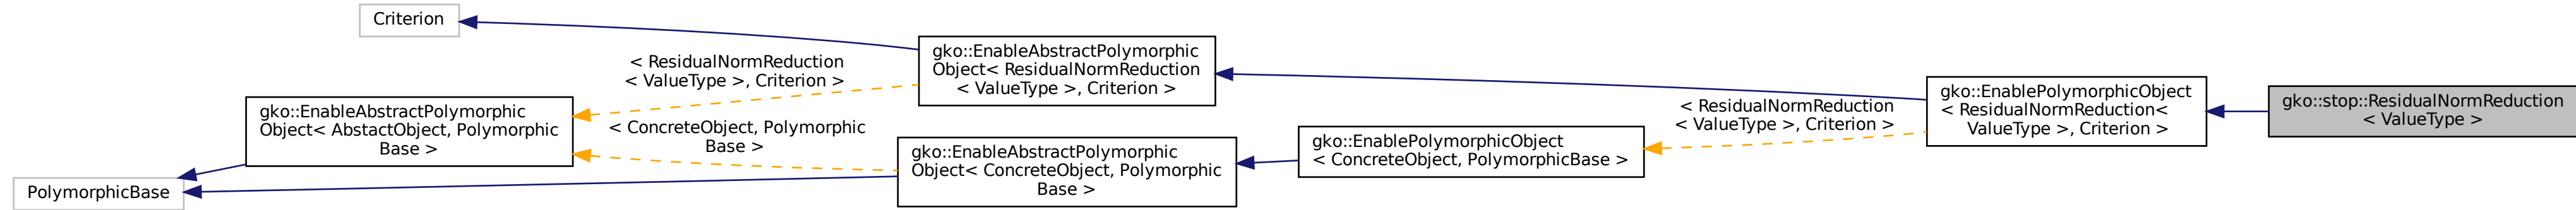 Criterion
gko::EnableAbstractPolymorphic
Object< ResidualNormReduction
< ValueType >, Criterion >
< ResidualNormReduction
< ValueType >, Criterion >
gko::EnableAbstractPolymorphic
Object< AbstactObject, Polymorphic
Base >
< ConcreteObject, Polymorphic
Base >
PolymorphicBase
gko::EnableAbstractPolymorphic
Object< ConcreteObject, Polymorphic
Base >
gko::EnablePolymorphicObject
< ConcreteObject, PolymorphicBase >
< ResidualNormReduction
< ValueType >, Criterion >
gko::EnablePolymorphicObject
< ResidualNormReduction<
ValueType >, Criterion >
gko::stop::ResidualNormReduction
< ValueType >